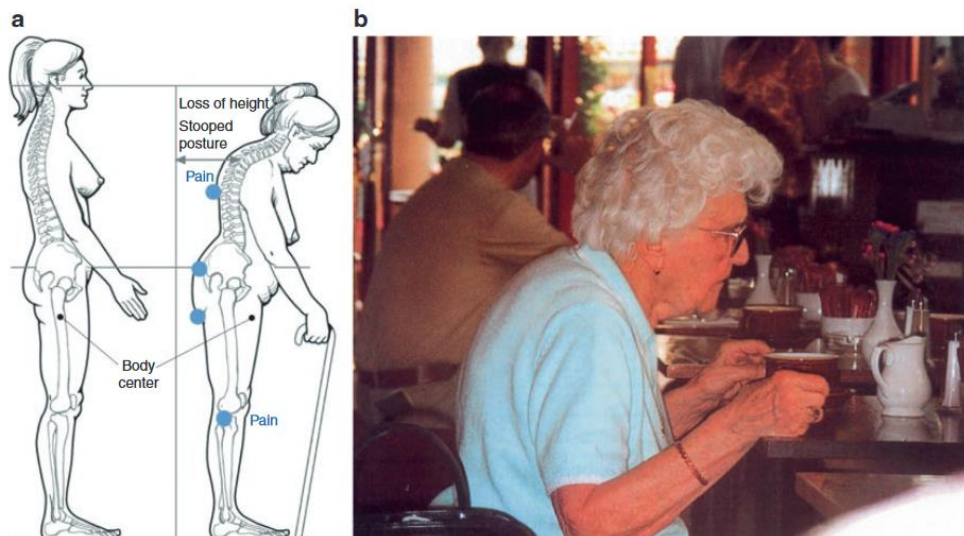 a
b
Loss of height
Stooped
posture
Pain
Body
center
Pain